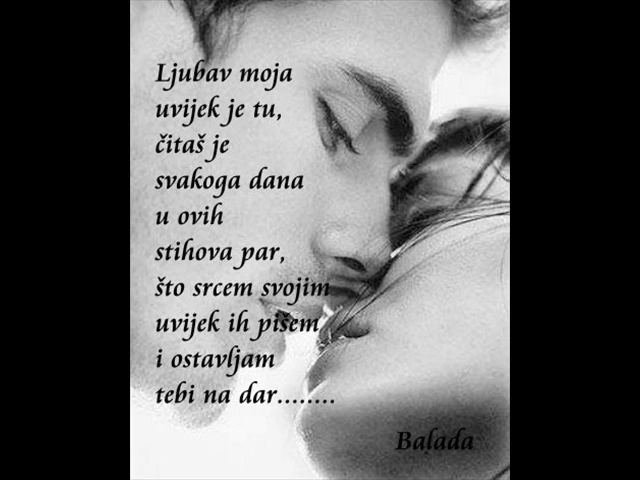 Ljubav moja
uvijek je tu,
čitaš je
svakoga dana
u ovih
stihova par,
što srcem svojim
uvijek ih pišem
i ostavljam
tebi na dar........
Balada